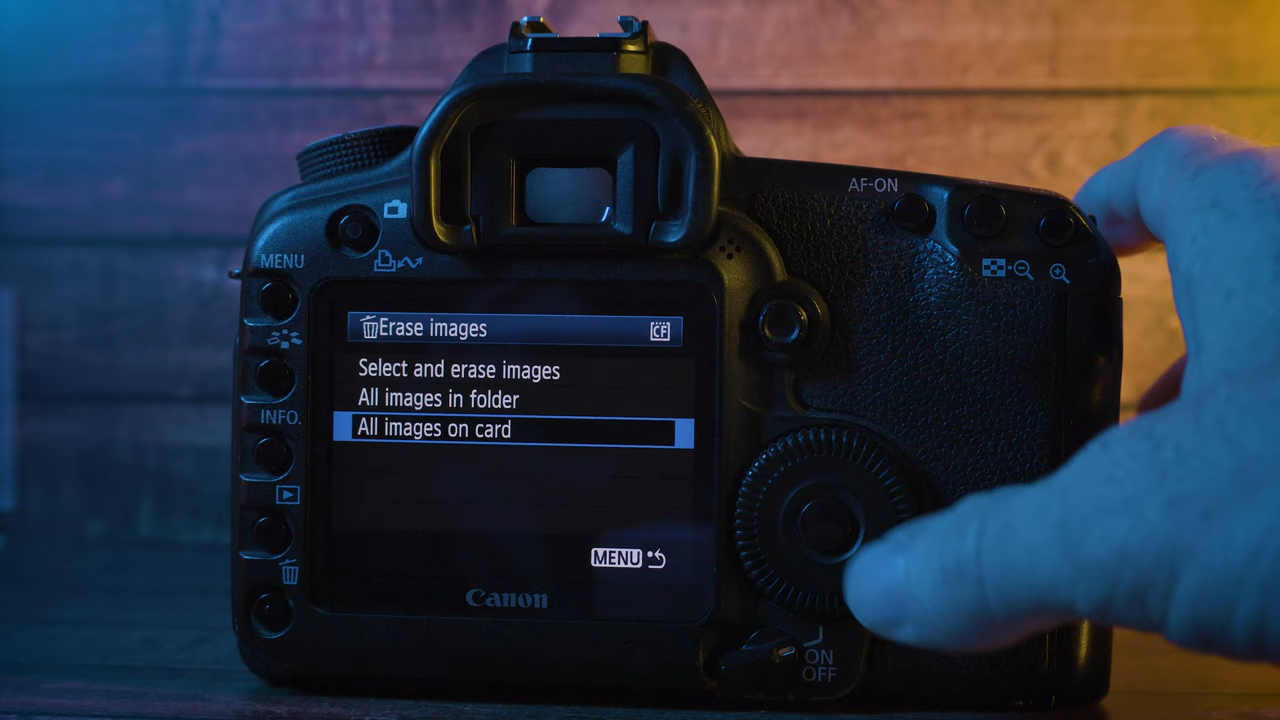 AF-ON
MENU
Erase images CF
Select and erase images
All images in folder
All images on card
INFO.
MENU
Canon
ON
OFF